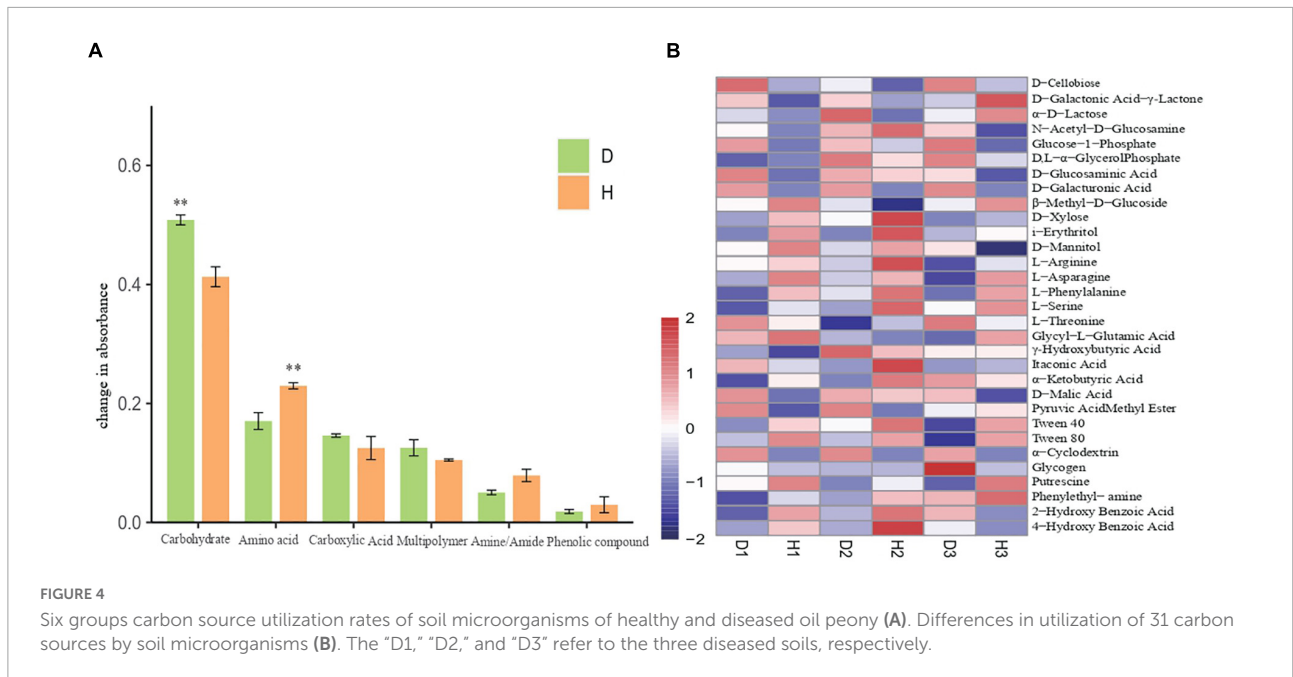 A
B
0.6
0.4
0.2
0.0
change in absorbance
**
**
D
H
Carbohydrate
Amino acid
Carboxylic Acid
Multipolymer
Amine/Amide
Phenolic compound
2
1
0
−1
−2
D−Cellobiose
D−Galactonic Acid−γ-Lactone
α−D−Lactose
N−Acetyl−D−Glucosamine
Glucose−1−Phosphate
D,L−α−GlycerolPhosphate
D−Glucosaminic Acid
D−Galacturonic Acid
β−Methyl−D−Glucoside
D−Xylose
i−Erythritol
D−Mannitol
L−Arginine
L−Asparagine
L−Phenylalanine
L−Serine
L−Threonine
Glycyl−L−Glutamic Acid
γ-Hydroxybutyric Acid
Itaconic Acid
α−Ketobutyric Acid
D−Malic Acid
Pyruvic AcidMethyl Ester
Tween 40
Tween 80
α−Cyclodextrin
Glycogen
Putrescine
Phenylethyl− amine
2−Hydroxy Benzoic Acid
4−Hydroxy Benzoic Acid
D1
H1
D2
H2
D3
H3
FIGURE 4
Six groups carbon source utilization rates of soil microorganisms of healthy and diseased oil peony (A). Differences in utilization of 31 carbon
sources by soil microorganisms (B). The “D1,” “D2,” and “D3” refer to the three diseased soils, respectively.